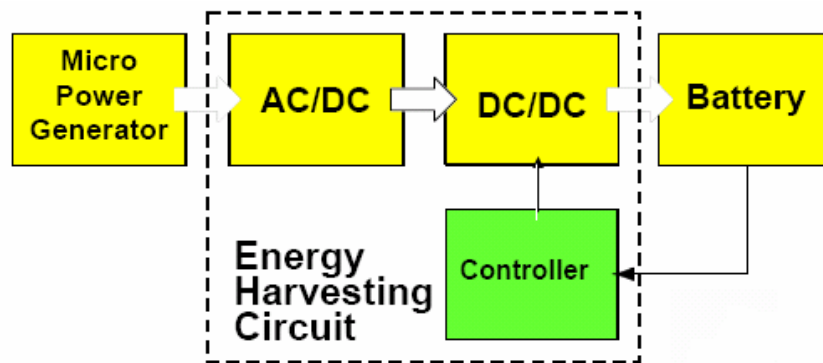 Micro
Power
Generator
AC/DC
DC/DC
Battery
Energy
Harvesting
Circuit
Controller